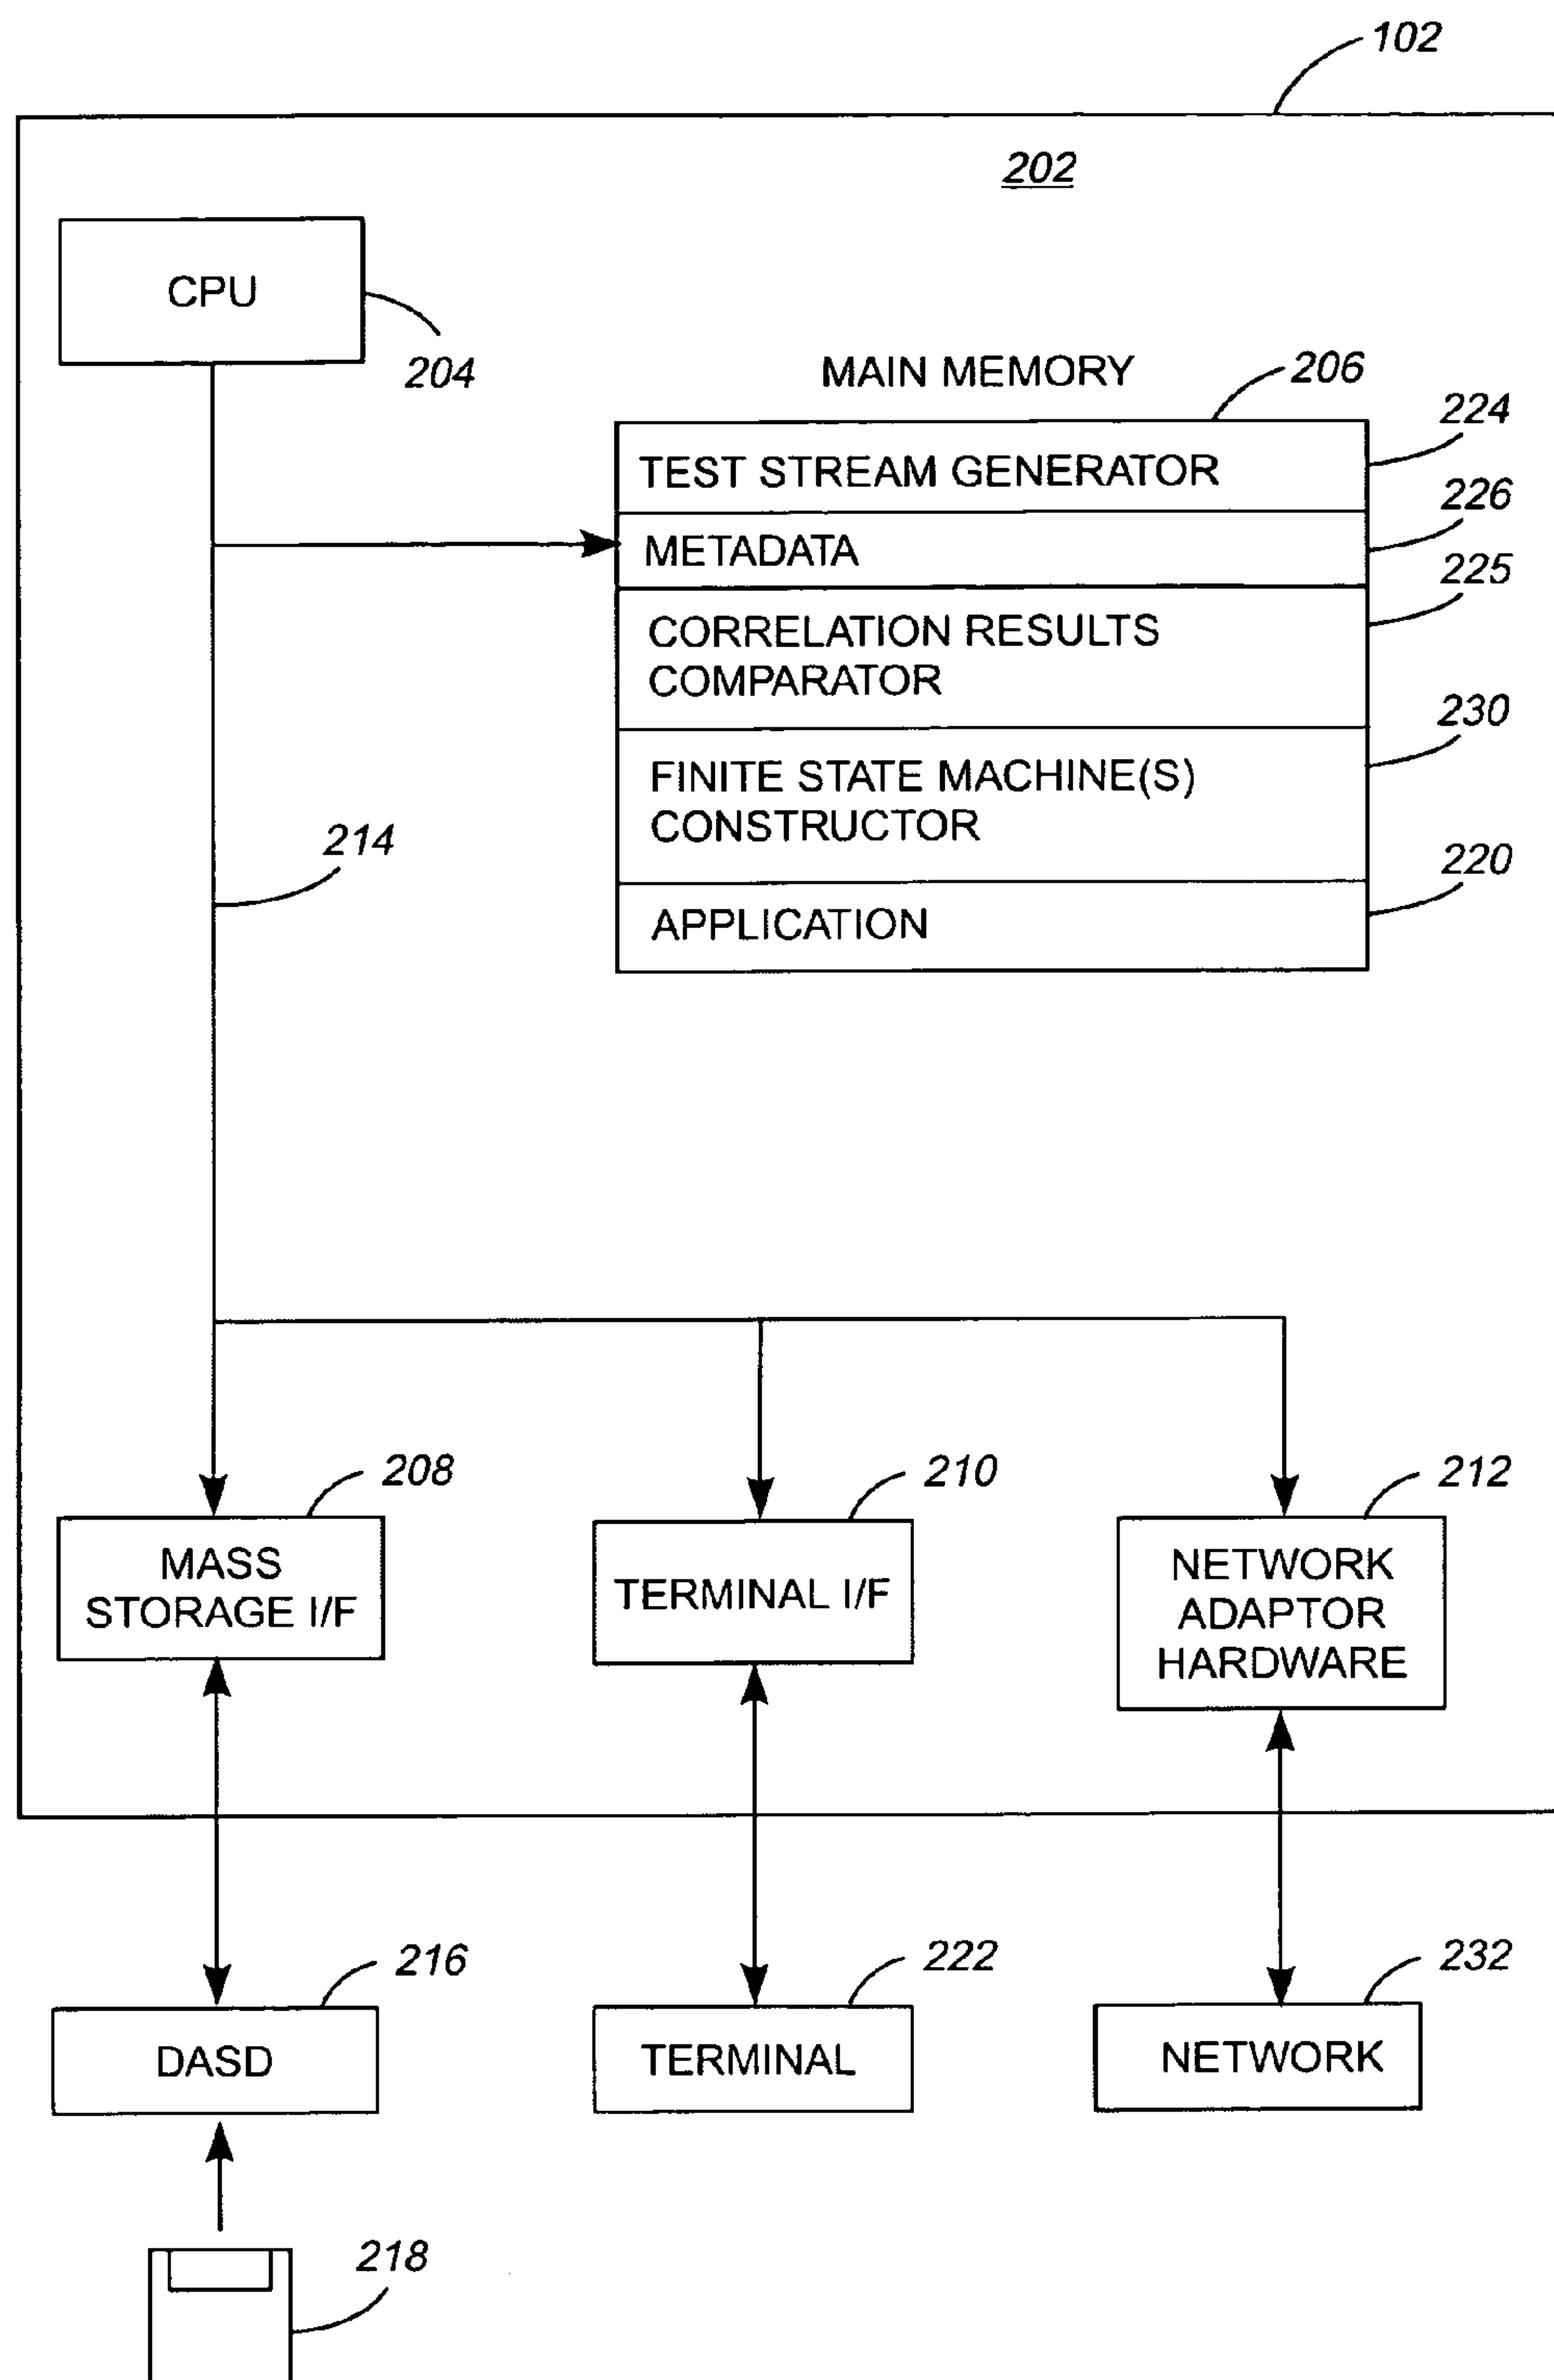 102
202
CPU
204
MAIN MEMORY
206
TEST STREAM GENERATOR
224
METADATA
226
CORRELATION RESULTS
COMPARATOR
225
FINITE STATE MACHINE(S)
CONSTRUCTOR
230
APPLICATION
220
214
208
210
212
MASS
STORAGE I/F
TERMINAL I/F
NETWORK
ADAPTOR
HARDWARE
216
222
232
DASD
TERMINAL
NETWORK
218